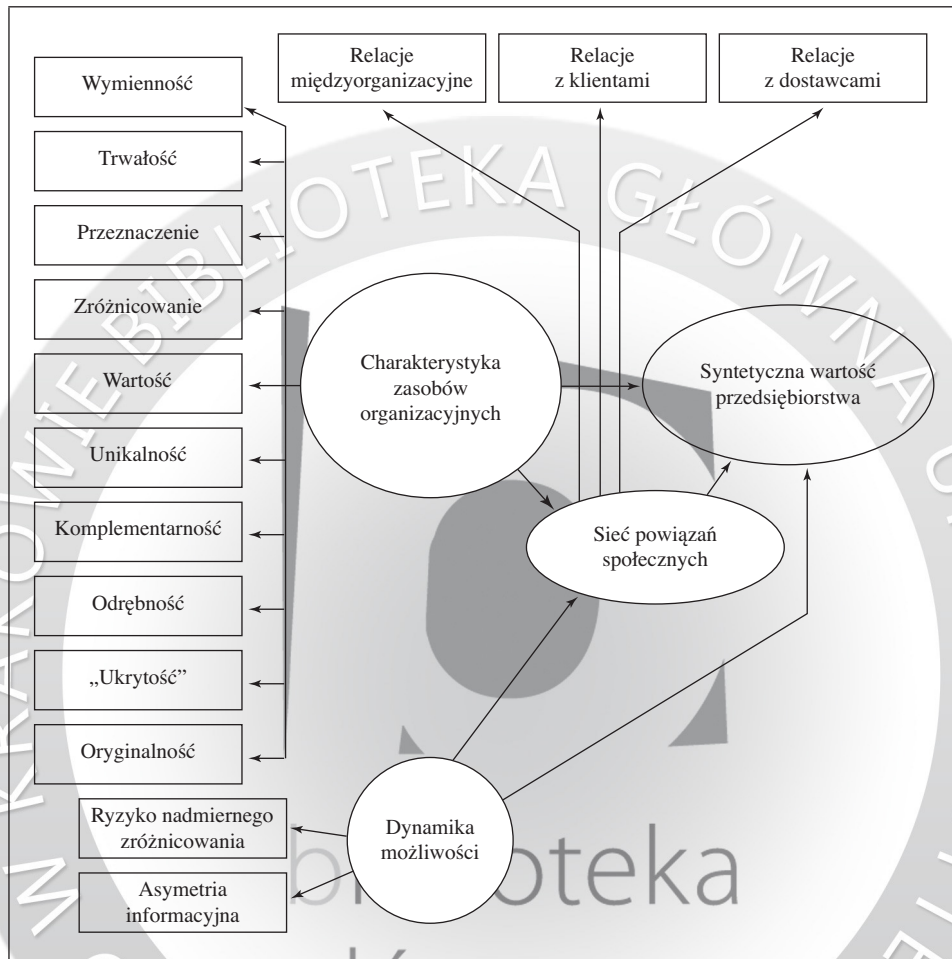 Relacje
międzyorganizacyjne
Relacje
z klientami
Relacje
z dostawcami
Wymienność
Trwałość
Przeznaczenie
Zróżnicowanie
Wartość
Unikalność
Komplementarność
Odrębność
„Ukrytość”
Oryginalność
Charakterystyka
zasobów
organizacyjnych
Syntetyczna wartość
przedsiębiorstwa
Sieć powiązań
społecznych
Dynamika
możliwości
Ryzyko nadmiernego
zróżnicowania
Asymetria
informacyjna
W KRAKOWIE BIBLIOTEKA GŁÓWNA